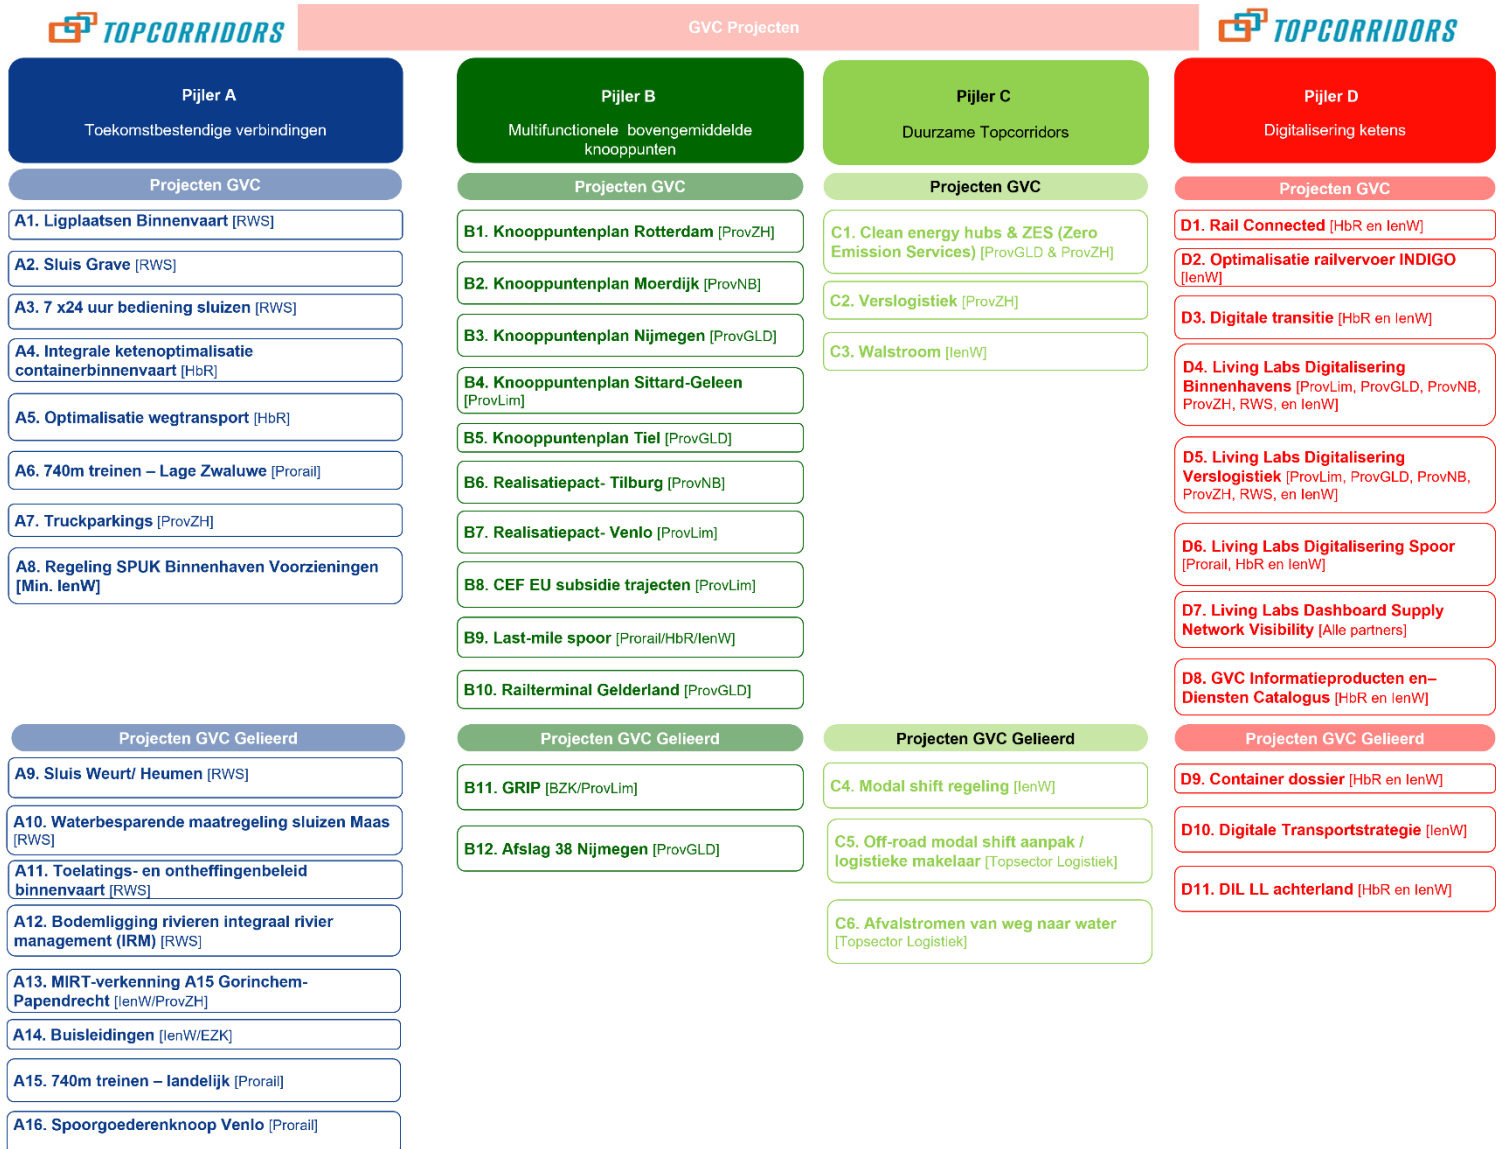 TOPCORRIDORS
GVC Projecten
TOPCORRIDORS
Pijler A
Toekomstbestendige verbindingen
Projecten GVC
A1. Ligplaatsen Binnenvaart [RWS]
A2. Sluis Grave [RWS]
A3. 7 x24 uur bediening sluizen [RWS]
A4. Integrale ketenoptimalisatie
containerbinnenvaart [HbR]
A5. Optimalisatie wegtransport [HbR]
A6. 740m treinen – Lage Zwaluwe [Prorail]
A7. Truckparkings [ProvZH]
A8. Regeling SPUK Binnenhaven Voorzieningen
[Min. IenW]
Projecten GVC Gelieerd
A9. Sluis Weurt/ Heumen [RWS]
A10. Waterbesparende maatregeling sluizen Maas
[RWS]
A11. Toelatings- en ontheffingenbeleid
binnenvaart [RWS]
A12. Bodemligging rivieren integraal rivier
management (IRM) [RWS]
A13. MIRT-verkenning A15 Gorinchem-
Papendrecht [IenW/ProvZH]
A14. Buisleidingen [IenW/EZK]
A15. 740m treinen – landelijk [Prorail]
A16. Spoorgoederenknoop Venlo [Prorail]
Pijler B
Multifunctionele bovengemiddelde
knooppunten
Projecten GVC
B1. Knooppuntenplan Rotterdam [ProvZH]
B2. Knooppuntenplan Moerdijk [ProvNB]
B3. Knooppuntenplan Nijmegen [ProvGLD]
B4. Knooppuntenplan Sittard-Geleen
[ProvLim]
B5. Knooppuntenplan Tiel [ProvGLD]
B6. Realisatiepact- Tilburg [ProvNB]
B7. Realisatiepact- Venlo [ProvLim]
B8. CEF EU subsidie trajecten [ProvLim]
B9. Last-mile spoor [Prorail/HbR/IenW]
B10. Railterminal Gelderland [ProvGLD]
Projecten GVC Gelieerd
B11. GRIP [BZK/ProvLim]
B12. Afslag 38 Nijmegen [ProvGLD]
Pijler C
Duurzame Topcorridors
Projecten GVC
C1. Clean energy hubs & ZES (Zero
Emission Services) [ProvGLD & ProvZH]
C2. Verslogistiek [ProvZH]
C3. Walstroom [IenW]
Projecten GVC Gelieerd
C4. Modal shift regeling [IenW]
C5. Off-road modal shift aanpak /
logistieke makelaar [Topsector Logistiek]
C6. Afvalstromen van weg naar water
[Topsector Logistiek]
Pijler D
Digitalisering ketens
Projecten GVC
D1. Rail Connected [HbR en IenW]
D2. Optimalisatie railvervoer INDIGO
[IenW]
D3. Digitale transitie [HbR en IenW]
D4. Living Labs Digitalisering
Binnenhavens [ProvLim, ProvGLD, ProvNB,
ProvZH, RWS, en IenW]
D5. Living Labs Digitalisering
Verslogistiek [ProvLim, ProvGLD, ProvNB,
ProvZH, RWS, en IenW]
D6. Living Labs Digitalisering Spoor
[Prorail, HbR en IenW]
D7. Living Labs Dashboard Supply
Network Visibility [Alle partners]
D8. GVC Informatieproducten en–
Diensten Catalogus [HbR en IenW]
Projecten GVC Gelieerd
D9. Container dossier [HbR en IenW]
D10. Digitale Transportstrategie [IenW]
D11. DIL LL achterland [HbR en IenW]